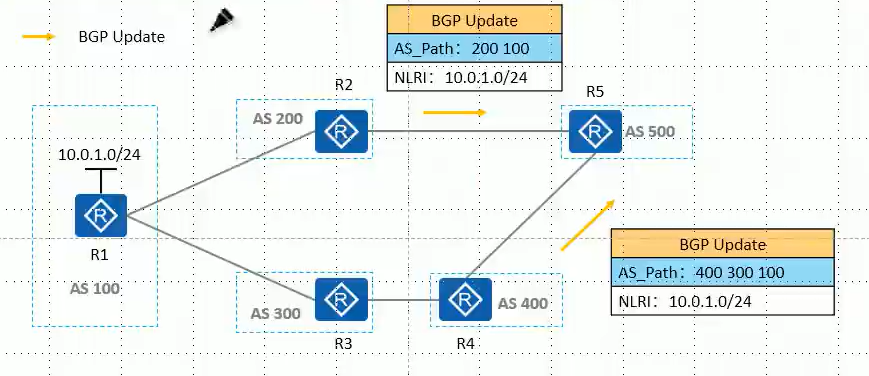 BGP Update
BGP Update
AS_Path：200 100
NLRI：10.0.1.0/24
R2
R5
AS 200
AS 500
10.0.1.0/24
R1
AS 100
BGP Update
AS_Path：400 300 100
NLRI：10.0.1.0/24
AS 300
AS 400
R3
R4